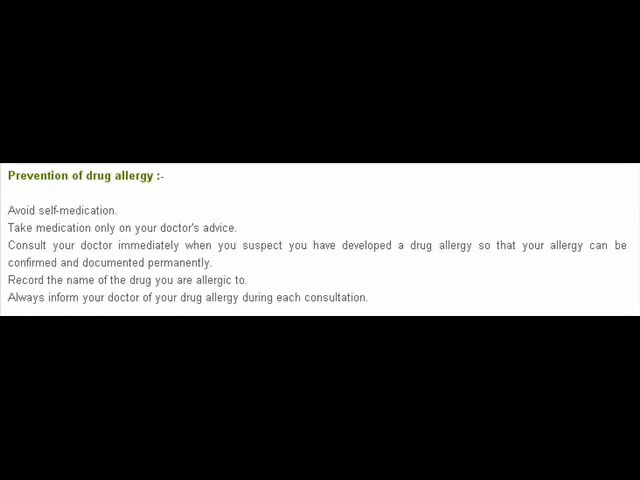 Prevention of drug allergy :-
Avoid self-medication.
Take medication only on your doctor's advice.
Consult your doctor immediately when you suspect you have developed a drug allergy so that your allergy can be
confirmed and documented permanently.
Record the name of the drug you are allergic to.
Always inform your doctor of your drug allergy during each consultation.